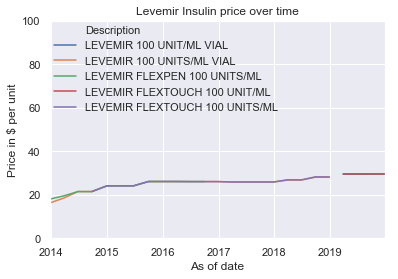 Levemir Insulin price over time
Description
LEVEMIR 100 UNIT/ML VIAL
LEVEMIR 100 UNITS/ML VIAL
LEVEMIR FLEXPEN 100 UNITS/ML
LEVEMIR FLEXTOUCH 100 UNIT/ML
LEVEMIR FLEXTOUCH 100 UNITS/ML
Price in $ per unit
100
80
60
40
20
0
2014 2015 2016 2017 2018 2019
As of date